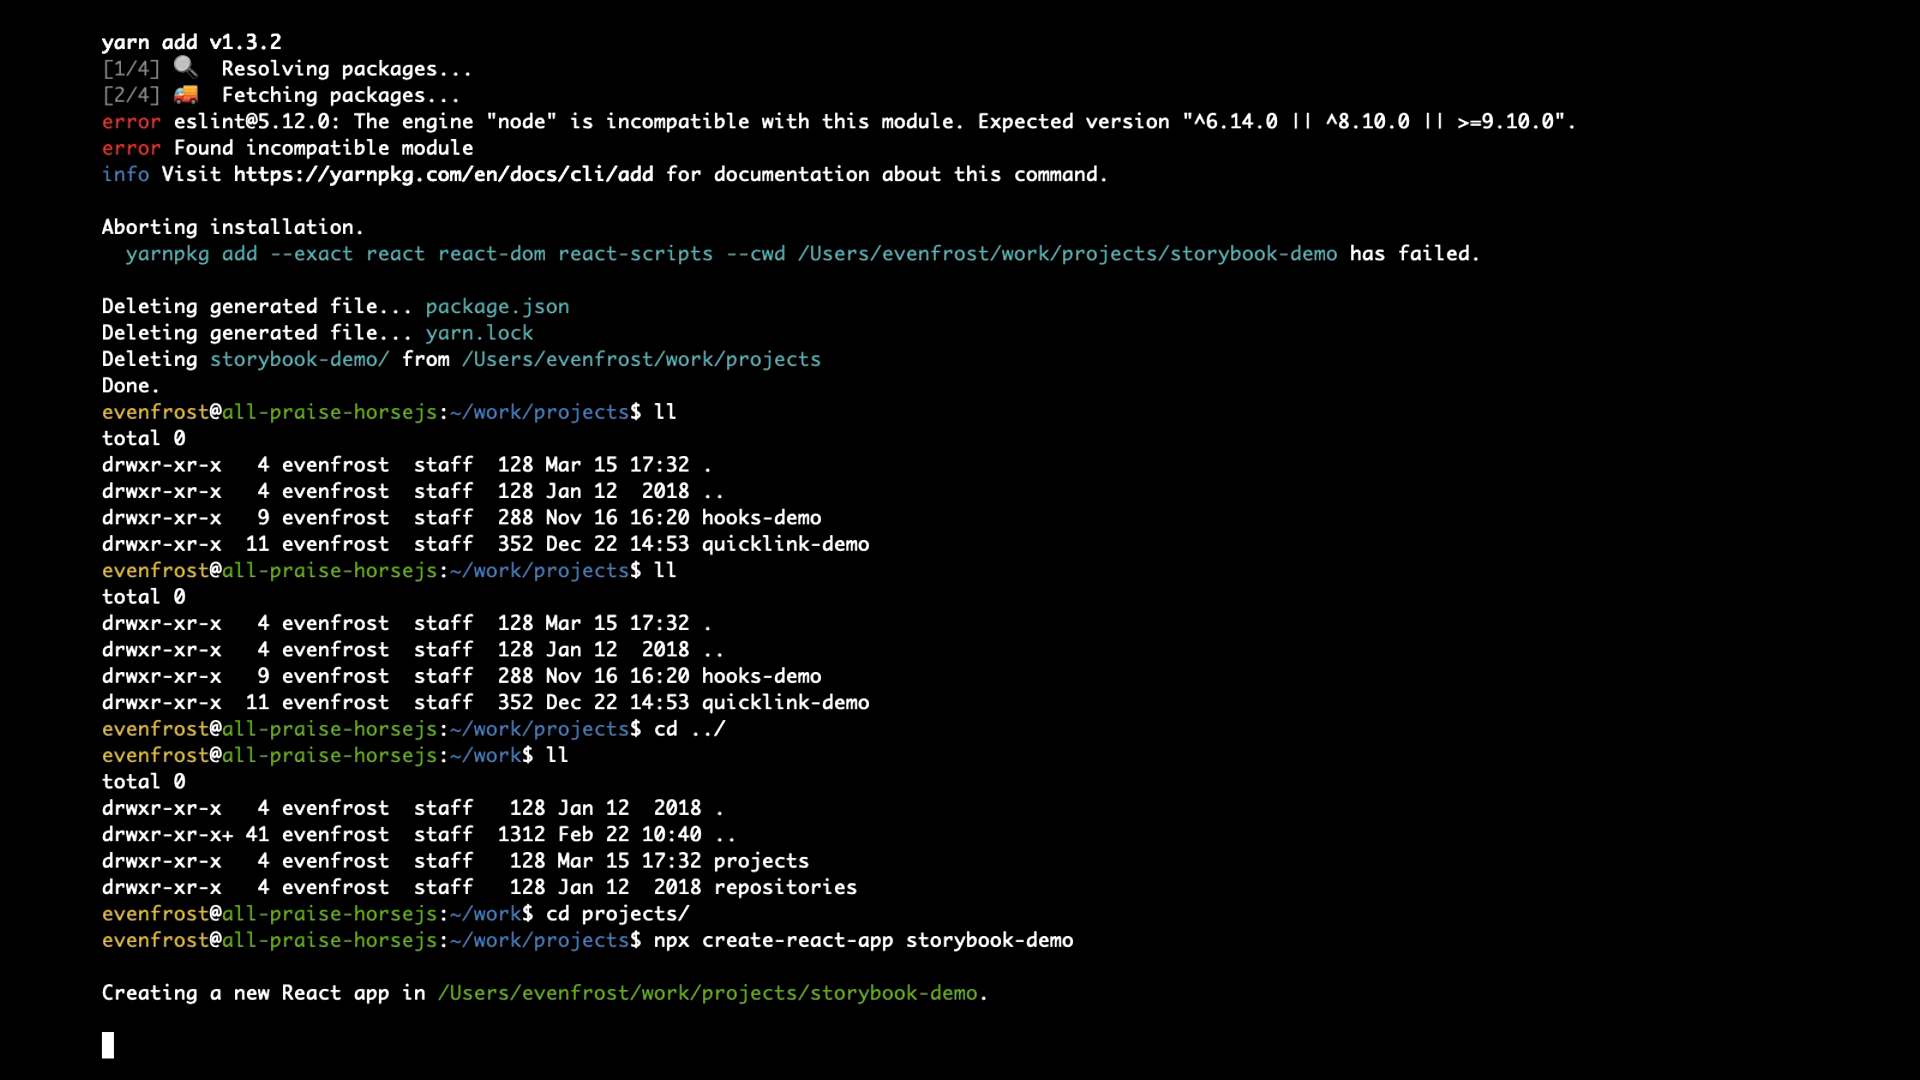 yarn add v1.3.2
[1/4] 🔍  Resolving packages...
[2/4] 🚚  Fetching packages...
error eslint@5.12.0: The engine "node" is incompatible with this module. Expected version "^6.14.0 || ^8.10.0 || >=9.10.0".
error Found incompatible module
info Visit https://yarnpkg.com/en/docs/cli/add for documentation about this command.

Aborting installation.
  yarnpkg add --exact react react-dom react-scripts --cwd /Users/evenfrost/work/projects/storybook-demo has failed.

Deleting generated file... package.json
Deleting generated file... yarn.lock
Deleting storybook-demo/ from /Users/evenfrost/work/projects
Done.
evenfrost@all-praise-horsejs:~/work/projects$ ll
total 0
drwxr-xr-x   4 evenfrost  staff  128 Mar 15 17:32 .
drwxr-xr-x   4 evenfrost  staff  128 Jan 12  2018 ..
drwxr-xr-x   9 evenfrost  staff  288 Nov 16 16:20 hooks-demo
drwxr-xr-x  11 evenfrost  staff  352 Dec 22 14:53 quicklink-demo
evenfrost@all-praise-horsejs:~/work/projects$ ll
total 0
drwxr-xr-x   4 evenfrost  staff  128 Mar 15 17:32 .
drwxr-xr-x   4 evenfrost  staff  128 Jan 12  2018 ..
drwxr-xr-x   9 evenfrost  staff  288 Nov 16 16:20 hooks-demo
drwxr-xr-x  11 evenfrost  staff  352 Dec 22 14:53 quicklink-demo
evenfrost@all-praise-horsejs:~/work/projects$ cd ../
evenfrost@all-praise-horsejs:~/work$ ll
total 0
drwxr-xr-x   4 evenfrost  staff   128 Jan 12  2018 .
drwxr-xr-x+ 41 evenfrost  staff  1312 Feb 22 10:40 ..
drwxr-xr-x   4 evenfrost  staff   128 Mar 15 17:32 projects
drwxr-xr-x   4 evenfrost  staff   128 Jan 12  2018 repositories
evenfrost@all-praise-horsejs:~/work$ cd projects/
evenfrost@all-praise-horsejs:~/work/projects$ npx create-react-app storybook-demo

Creating a new React app in /Users/evenfrost/work/projects/storybook-demo.